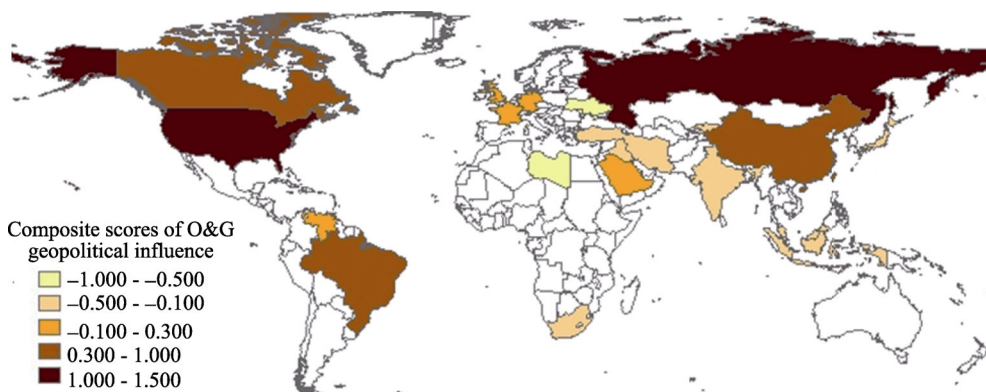 Composite scores of O&G
geopolitical influence
–1.000 - –0.500
–0.500 - –0.100
–0.100 - 0.300
0.300 - 1.000
1.000 - 1.500